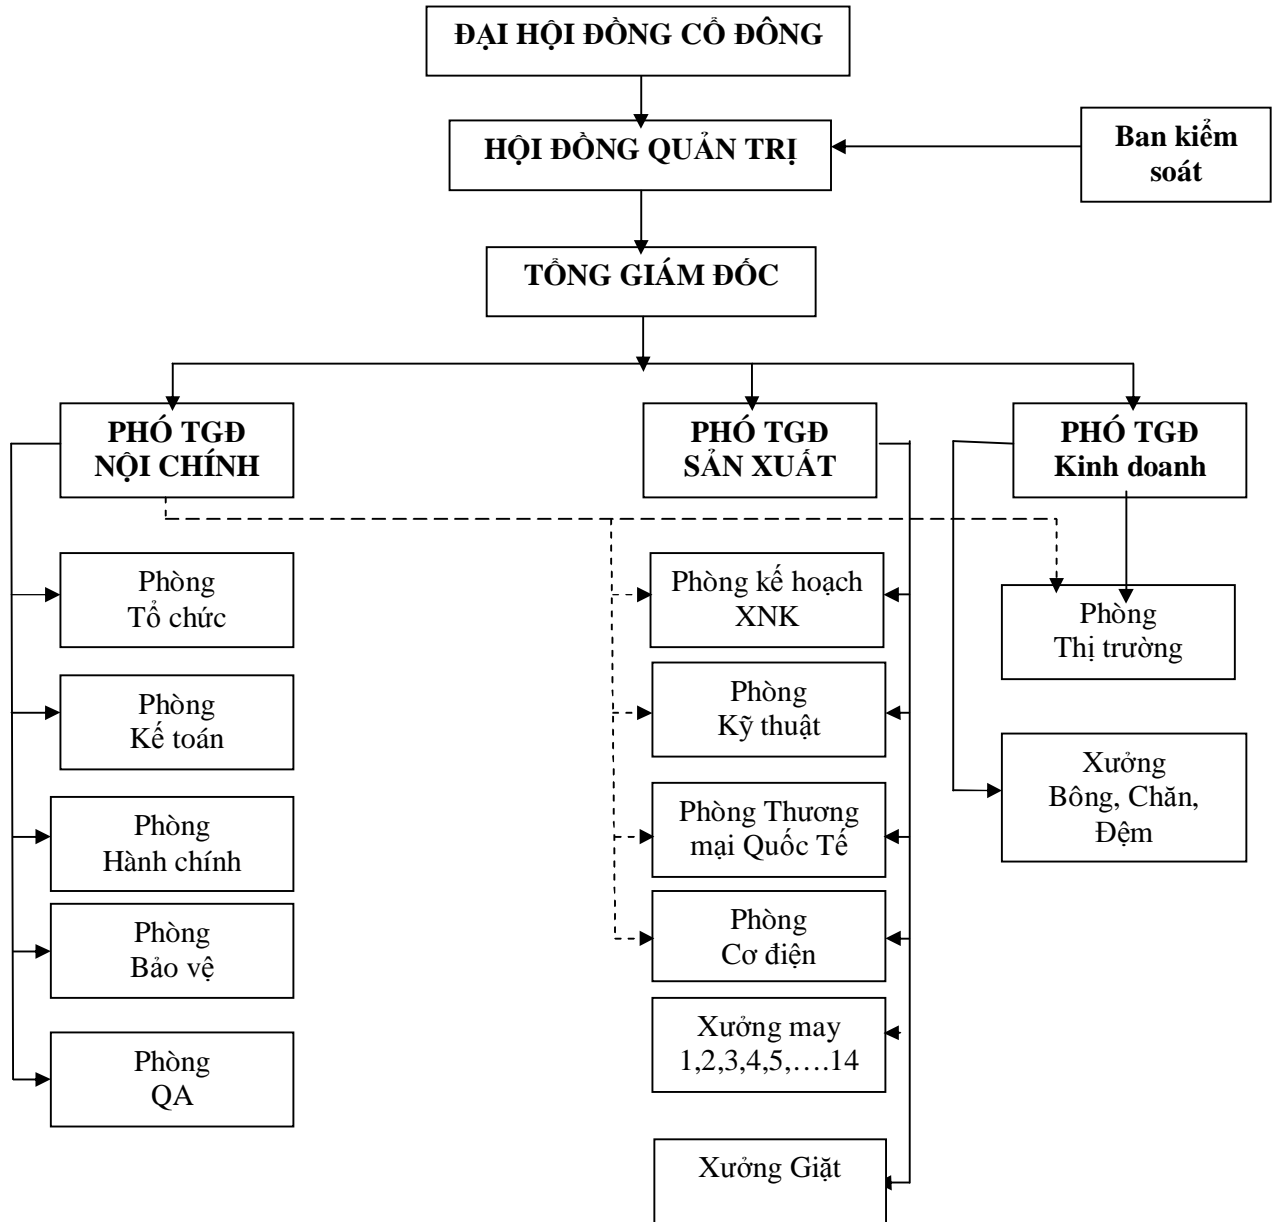 ĐẠI HỘI ĐỒNG CỔ ĐÔNG
HỘI ĐỒNG QUẢN TRỊ
Ban kiểm
soát
TỔNG GIÁM ĐỐC
PHÓ TGĐ
NỘI CHÍNH
PHÓ TGĐ
SẢN XUẤT
PHÓ TGĐ
Kinh doanh
Phòng
Tổ chức
Phòng
Kế toán
Phòng
Hành chính
Phòng
Bảo vệ
Phòng
QA
Phòng kế hoạch
XNK
Phòng
Kỹ thuật
Phòng Thương
mại Quốc Tế
Phòng
Cơ điện
Xưởng may
1,2,3,4,5,….14
Xưởng Giặt
Phòng
Thị trường
Xưởng
Bông, Chăn,
Đệm